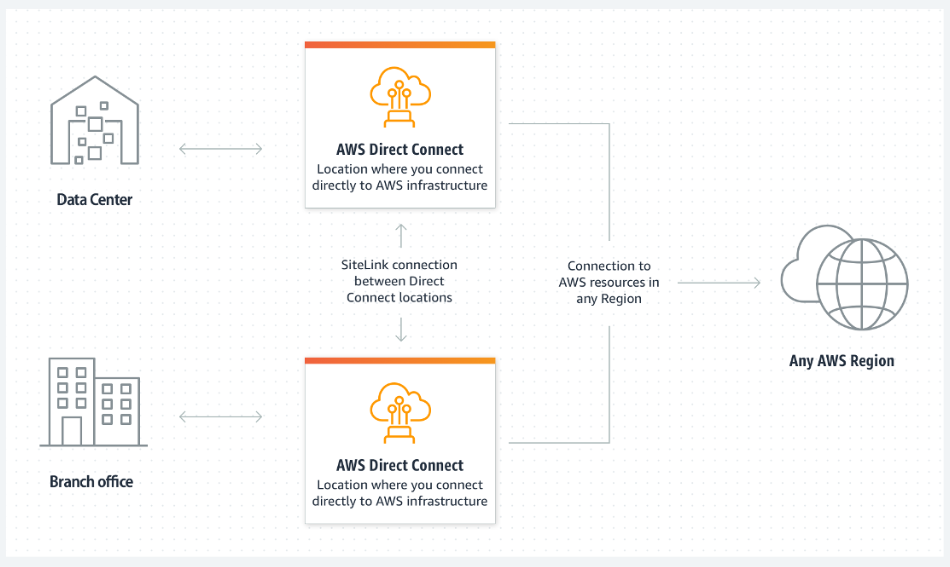 AWS Direct Connect
Location where you connect
directly to AWS infrastructure
Data Center
SiteLink connection
between Direct
Connect locations
Connection to
AWS resources in
any Region
Any AWS Region
AWS Direct Connect
Location where you connect
directly to AWS infrastructure
Branch office